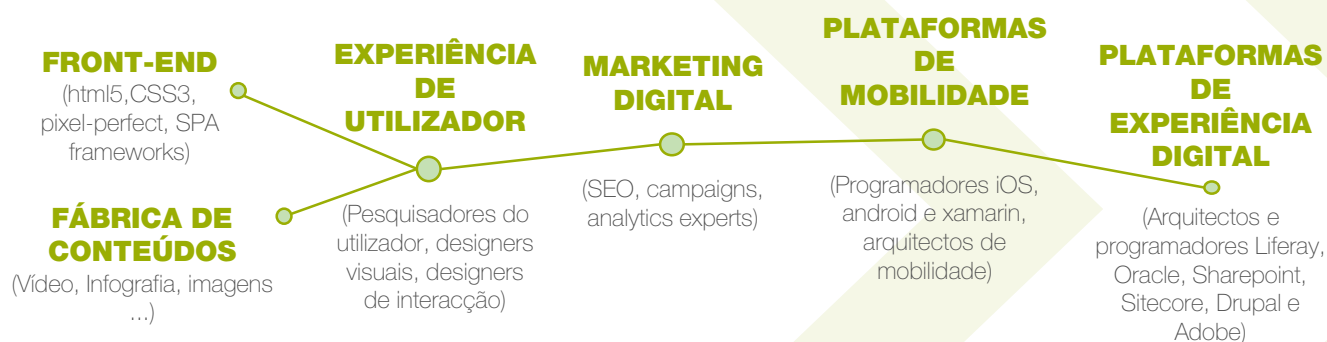 FRONT-END
(html5,CSS3,
pixel-perfect, SPA
frameworks)
FÁBRICA DE
CONTEÚDOS
(Vídeo, Infografia, imagens
...)
EXPERIÊNCIA
DE
UTILIZADOR
(Pesquisadores do
utilizador, designers
visuais, designers
de interacção)
MARKETING
DIGITAL
(SEO, campaigns,
analytics experts)
PLATAFORMAS
DE
MOBILIDADE
(Programadores iOS,
android e xamarin,
arquitectos de
mobilidade)
PLATAFORMAS
DE
EXPERIÊNCIA
DIGITAL
(Arquitectos e
programadores Liferay,
Oracle, Sharepoint,
Sitecore, Drupal e
Adobe)